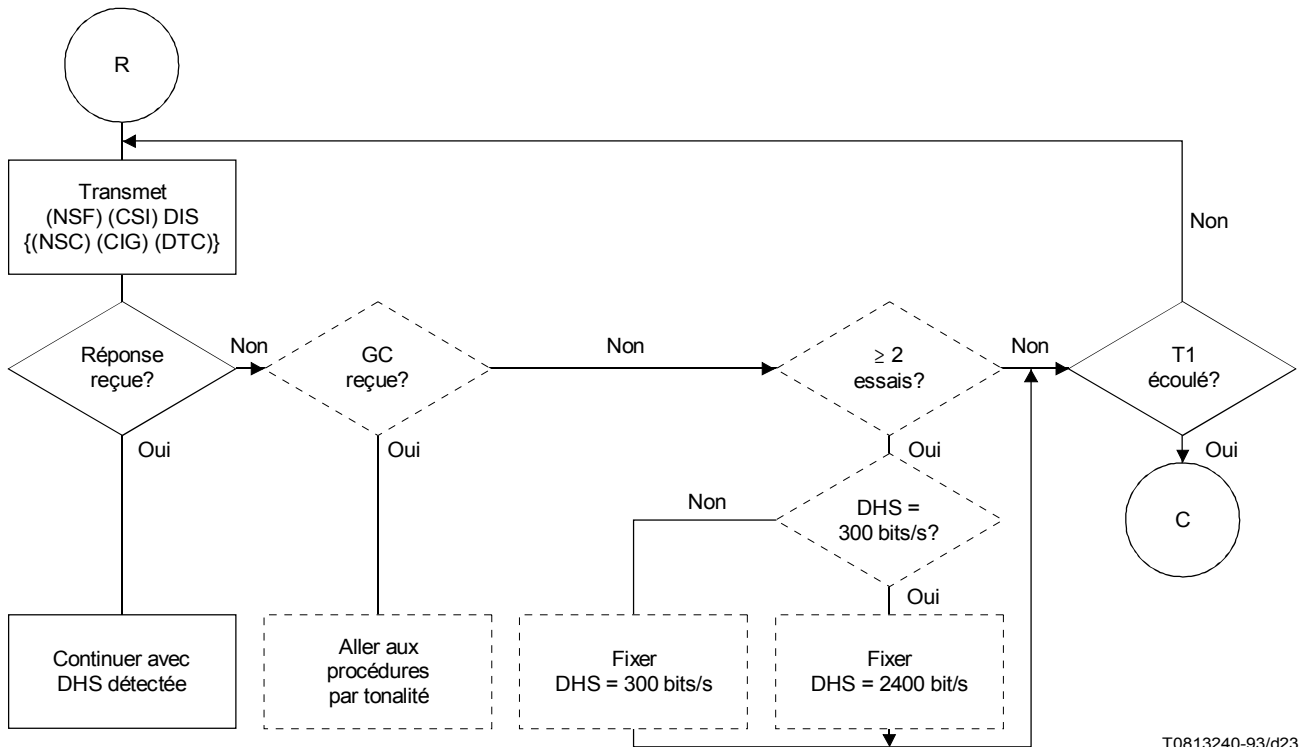 R
Transmet
(NSF) (CSI) DIS
{(NSC) (CIG) (DTC)}
Non
Réponse
reçue?
Non
GC
reçue?
Non
≥ 2
essais?
Non
T1
écoulé?
Oui
Oui
Oui
Oui
Non
DHS =
300 bits/s?
C
Oui
Continuer avec
DHS détectée
Aller aux
procédures
par tonalité
Fixer
DHS = 300 bits/s
Fixer
DHS = 2400 bit/s
T0813240-93/d23